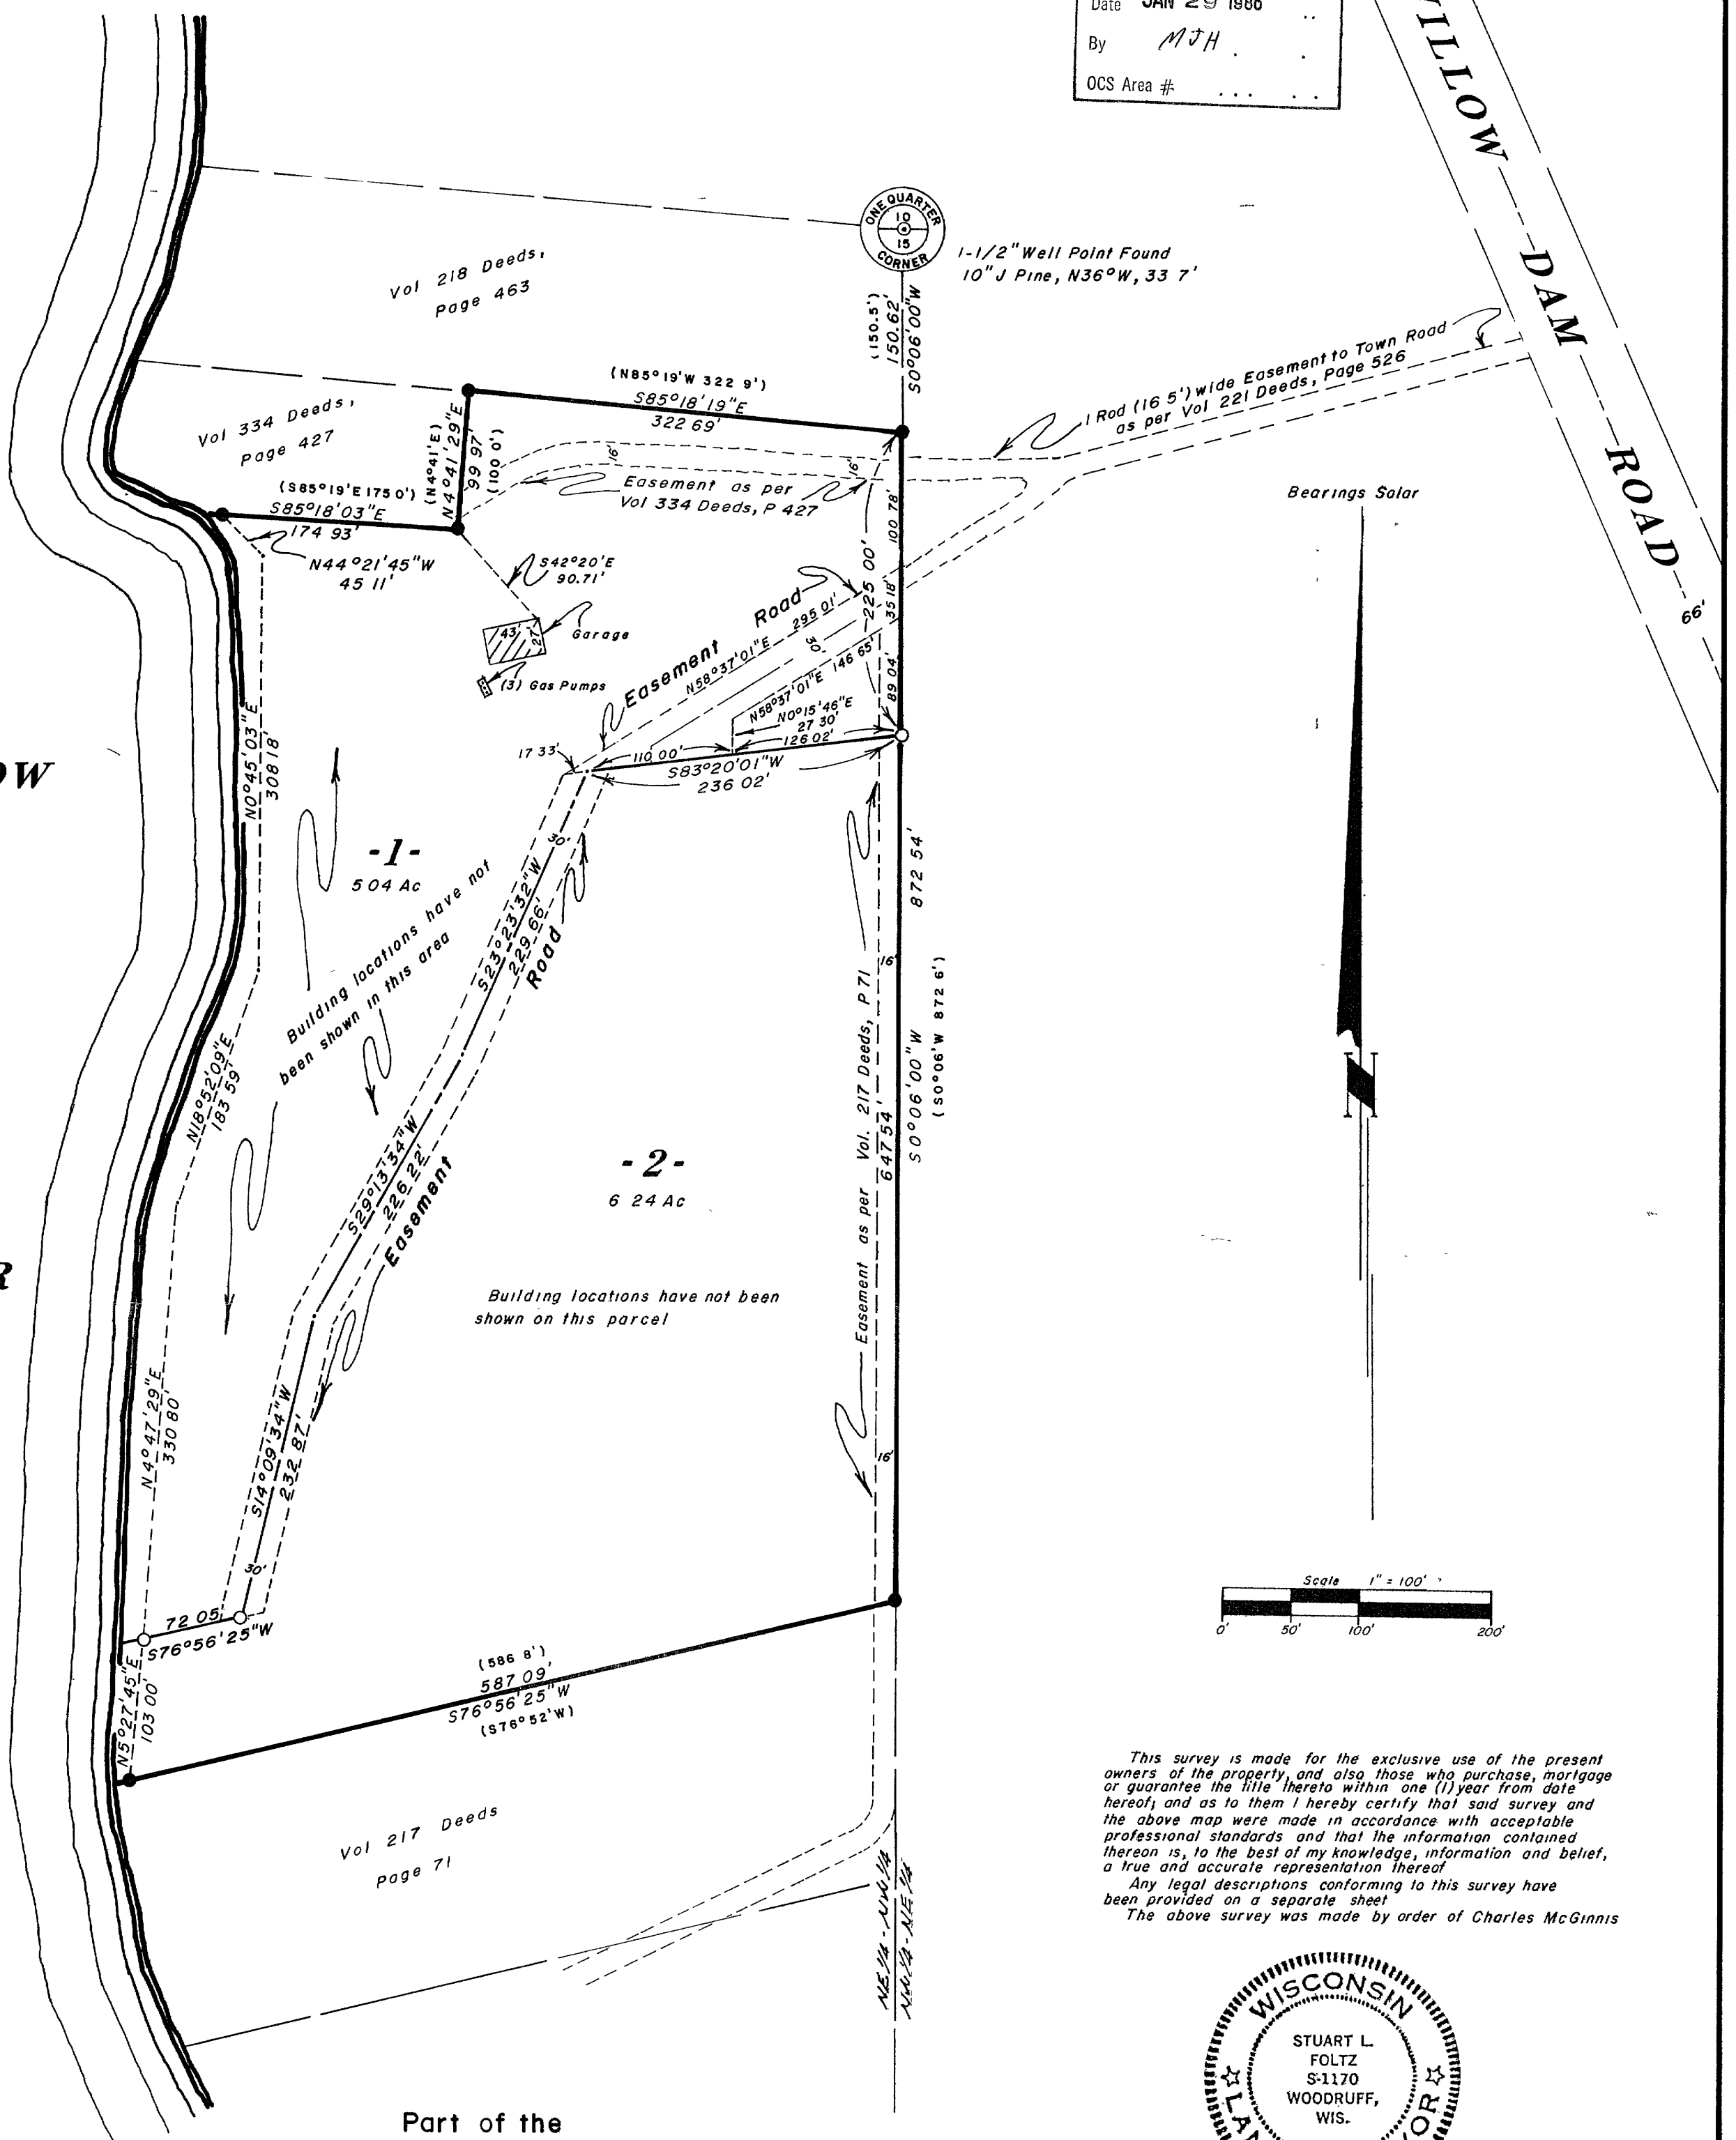 Date JAN 29 1986
By MJH
OCS Area #
WILLOW DAM ROAD
66'
ONE QUARTER
10
15
CORNER
1-1/2" Well Point Found
10" J Pine, N36°W, 33 7'
Vol 218 Deeds,
Page 463
(150.5')
150.62'
S0°06'00"W
1 Rod (16 5') wide Easement to Town Road
as per Vol 221 Deeds, Page 526
(N85°19'W 322 9')
S85°18'19"E
322 69'
Vol 334 Deeds,
Page 427
(N4°41'E)
N4°41'29"E
99 97'
(100 0')
16'
16'
Easement as per
Vol 334 Deeds, P 427
(S85°19'E 175 0')
S85°18'03"E
174 93'
N44°21'45"W
45 11'
S42°20'E
90.71'
43'
27'
Garage
(3) Gas Pumps
100 78'
225 00'
35 18'
89 04'
Easement Road
N58°37'01"E 295 01'
30'
N58°37'01"E 146 65'
N0°15'46"E
27 30'
17 33'
110 00'
126 02'
S83°20'01"W
236 02'
Bearings Solar
N
OW
R
N0°45'03"E
308 18'
-1-
5 04 Ac
Building locations have not
been shown in this area
30'
S23°23'32"W
229 66'
Road
872 54'
16'
S0°06'00"W
(S0°06'W 872 6')
647 54'
Easement as per Vol. 217 Deeds, P 71
16'
N18°52'09"E
183 59'
S29°13'34"W
226 22'
Easement
-2-
6 24 Ac
Building locations have not been
shown on this parcel
N4°47'29"E
330 80'
S14°09'34"W
232 87'
30'
72 05'
S76°56'25"W
N5°27'45"E
103 00'
(586 8')
587 09'
S76°56'25"W
(S76°52'W)
Vol 217 Deeds
Page 71
NE 1/4 - NW 1/4
NW 1/4 - NE 1/4
Scale 1" = 100'
0' 50' 100' 200'
This survey is made for the exclusive use of the present
owners of the property, and also those who purchase, mortgage
or guarantee the title thereto within one (1) year from date
hereof; and as to them I hereby certify that said survey and
the above map were made in accordance with acceptable
professional standards and that the information contained
thereon is, to the best of my knowledge, information and belief,
a true and accurate representation thereof
Any legal descriptions conforming to this survey have
been provided on a separate sheet
The above survey was made by order of Charles McGinnis
WISCONSIN
STUART L.
FOLTZ
S-1170
WOODRUFF,
WIS.
Part of the